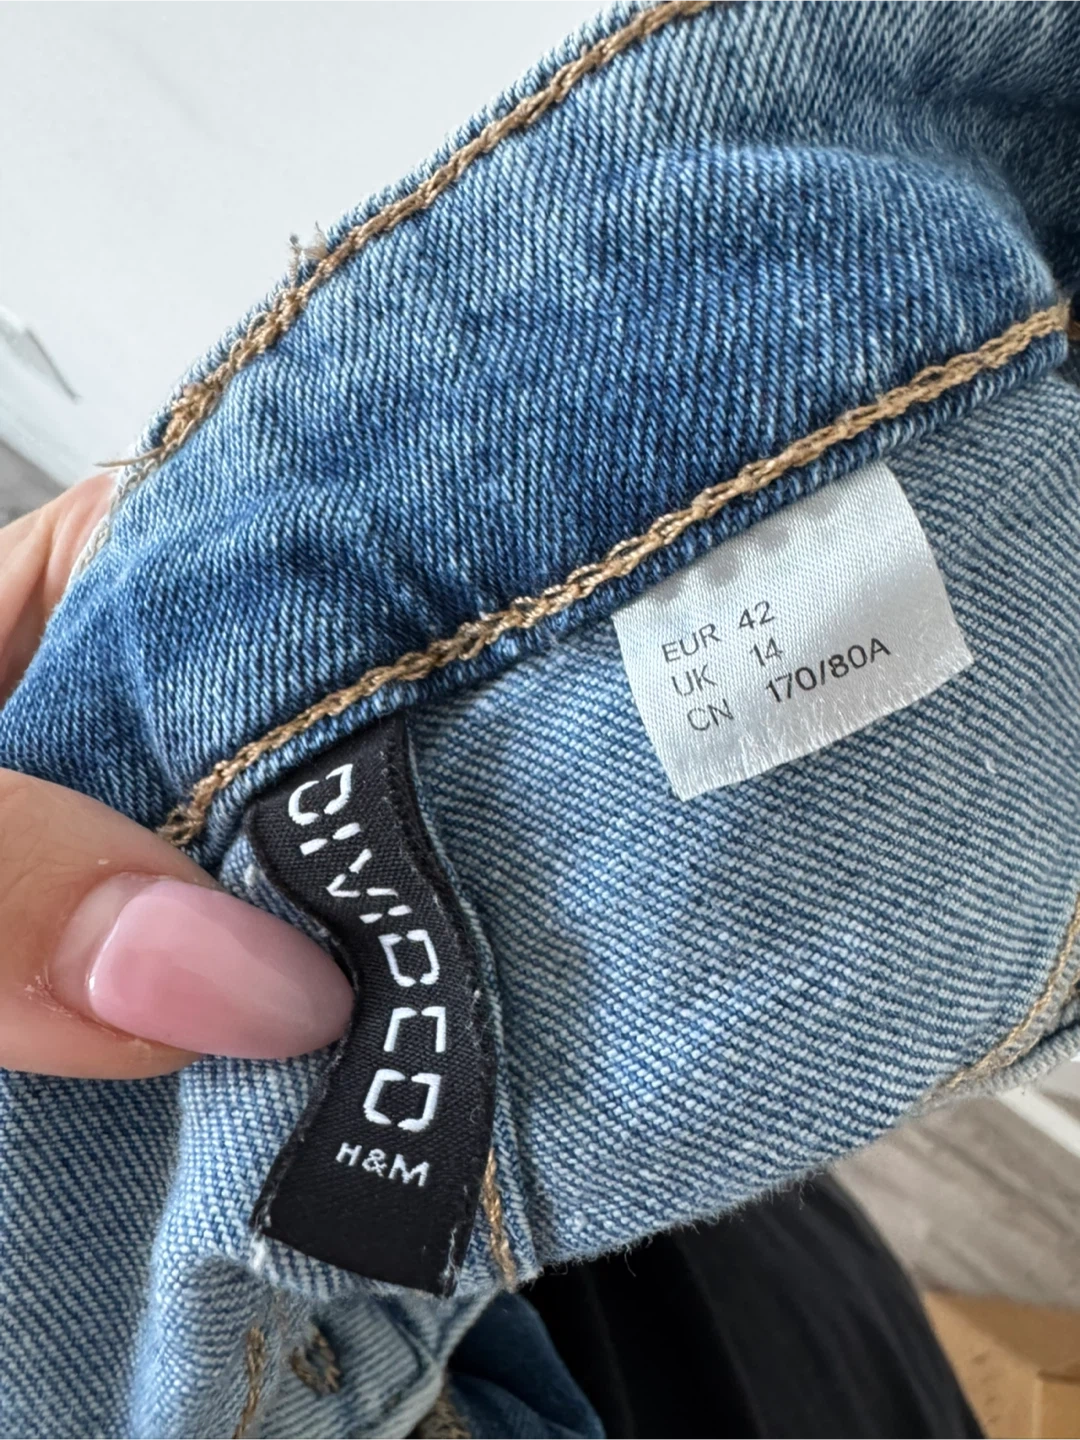 EUR 42
UK 14
CN 170/80A
DIVIDED
H&M